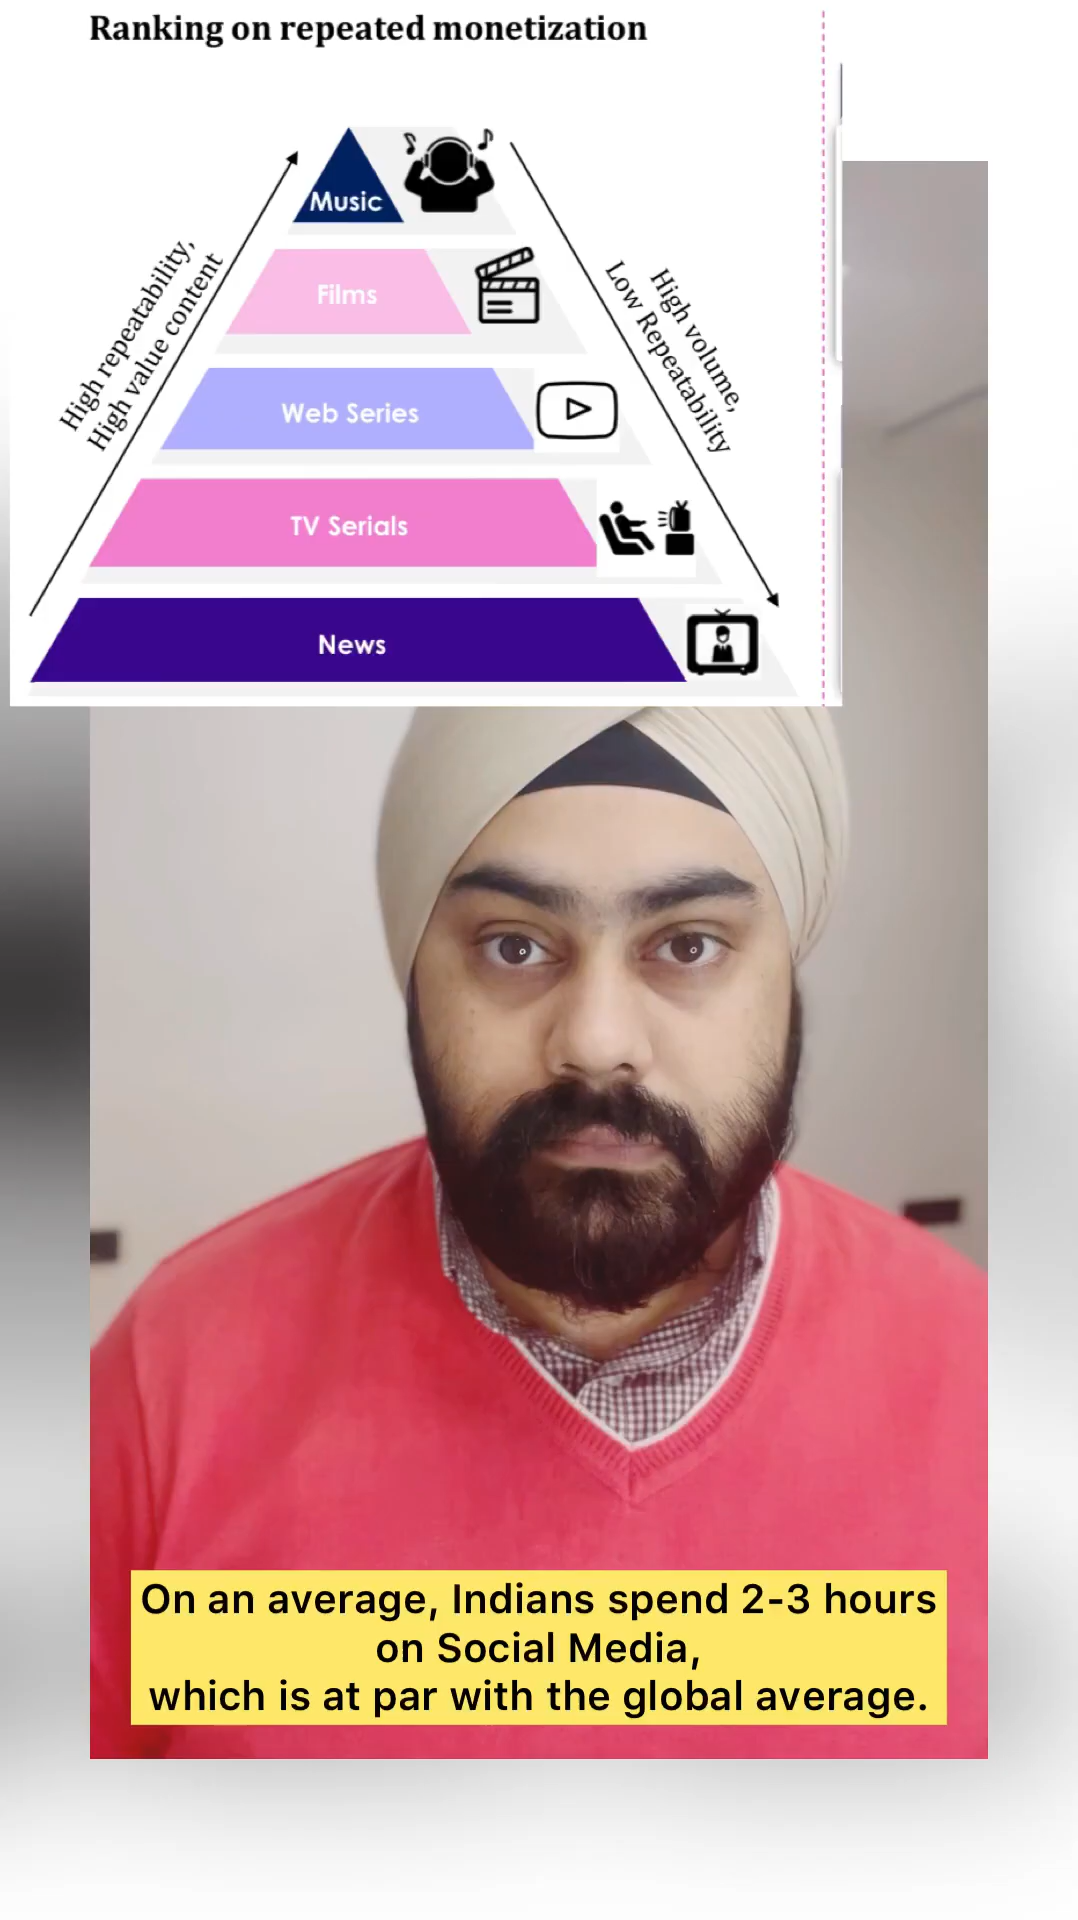 Ranking on repeated monetization
Music
Films
Web Series
TV Serials
News
High repeatability,
High value content
High volume,
Low Repeatability
On an average, Indians spend 2-3 hours
on Social Media,
which is at par with the global average.